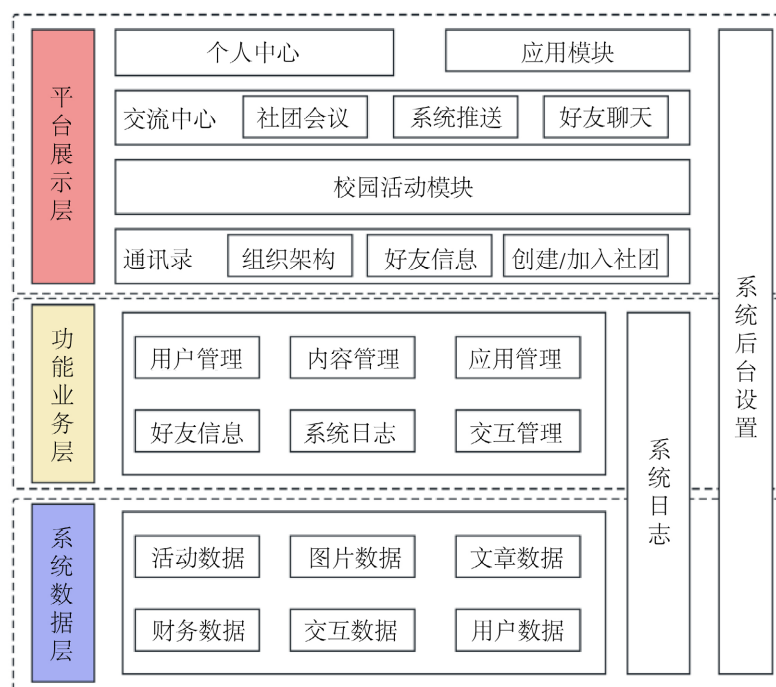 平台展示层
个人中心
应用模块
交流中心
社团会议
系统推送
好友聊天
校园活动模块
通讯录
组织架构
好友信息
创建/加入社团
功能业务层
用户管理
内容管理
应用管理
好友信息
系统日志
交互管理
系统数据层
活动数据
图片数据
文章数据
财务数据
交互数据
用户数据
系统日志
系统后台设置